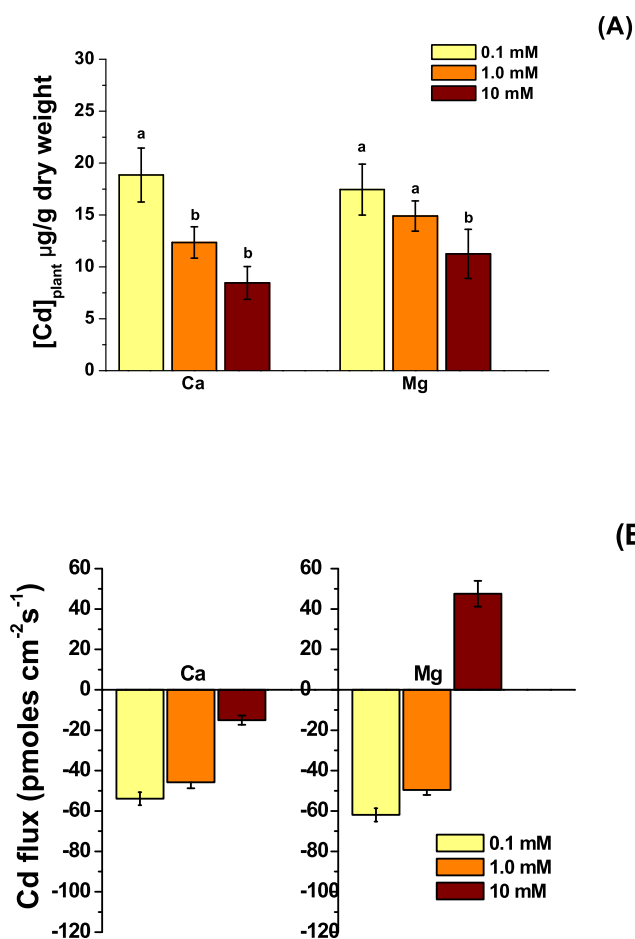 (A)
0.1 mM
1.0 mM
10 mM
[Cd]plant µg/g dry weight
30
25
20
15
10
5
0
a
b
b
a
a
b
Ca
Mg
(B
Cd flux (pmoles cm-2s-1)
60
40
20
0
-20
-40
-60
-80
-100
-120
Ca
60
40
20
0
-20
-40
-60
-80
-100
-120
Mg
0.1 mM
1.0 mM
10 mM